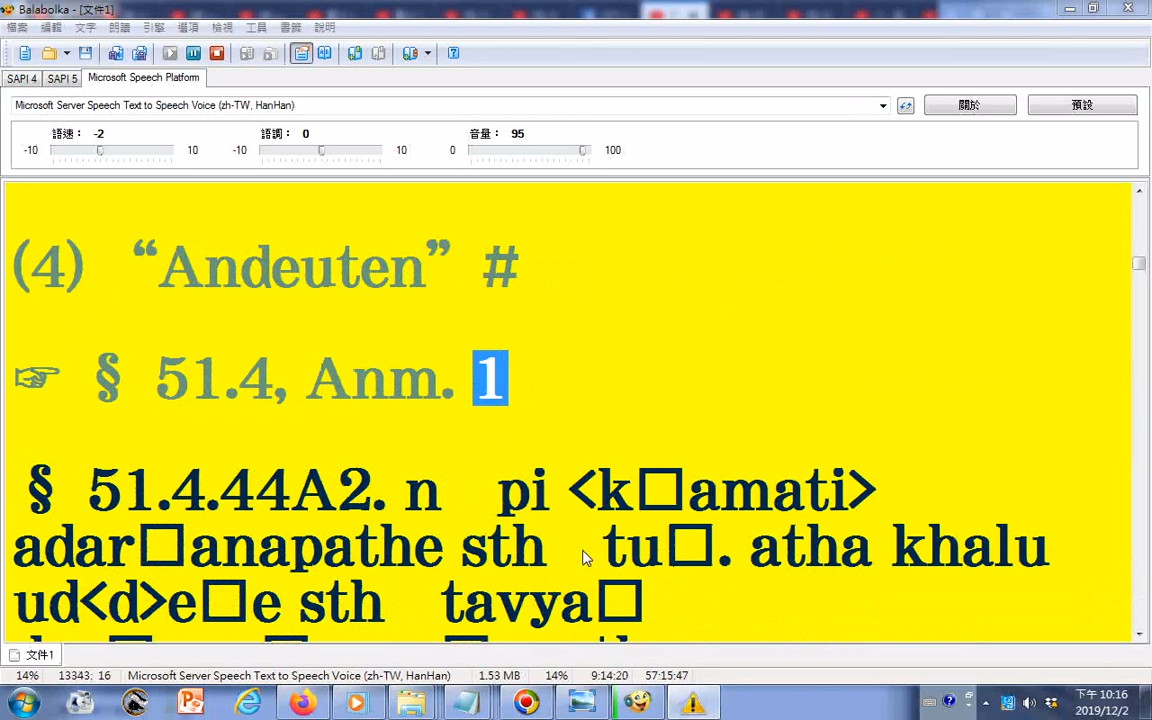 Balabolka - [文件1]
檔案 編輯 文字 朗讀 引擎 選項 檢視 工具 書籤 說明
SAPI 4 SAPI 5 Microsoft Speech Platform
Microsoft Server Speech Text to Speech Voice (zh-TW, HanHan)
關於
預設
語速： -2
語調： 0
音量： 95
-10 10 -10 10 0 100
(4) “Andeuten” #
☞ § 51.4, Anm. 1
§ 51.4.44A2. n pi <k□amati>
adar□anapathe sth tu□. atha khalu
ud<d>e□e sth tavya□
文件1
14% 13343; 16 Microsoft Server Speech Text to Speech Voice (zh-TW, HanHan) 1.53 MB 14% 9:14:20 57:15:47
下午 10:16
2019/12/2